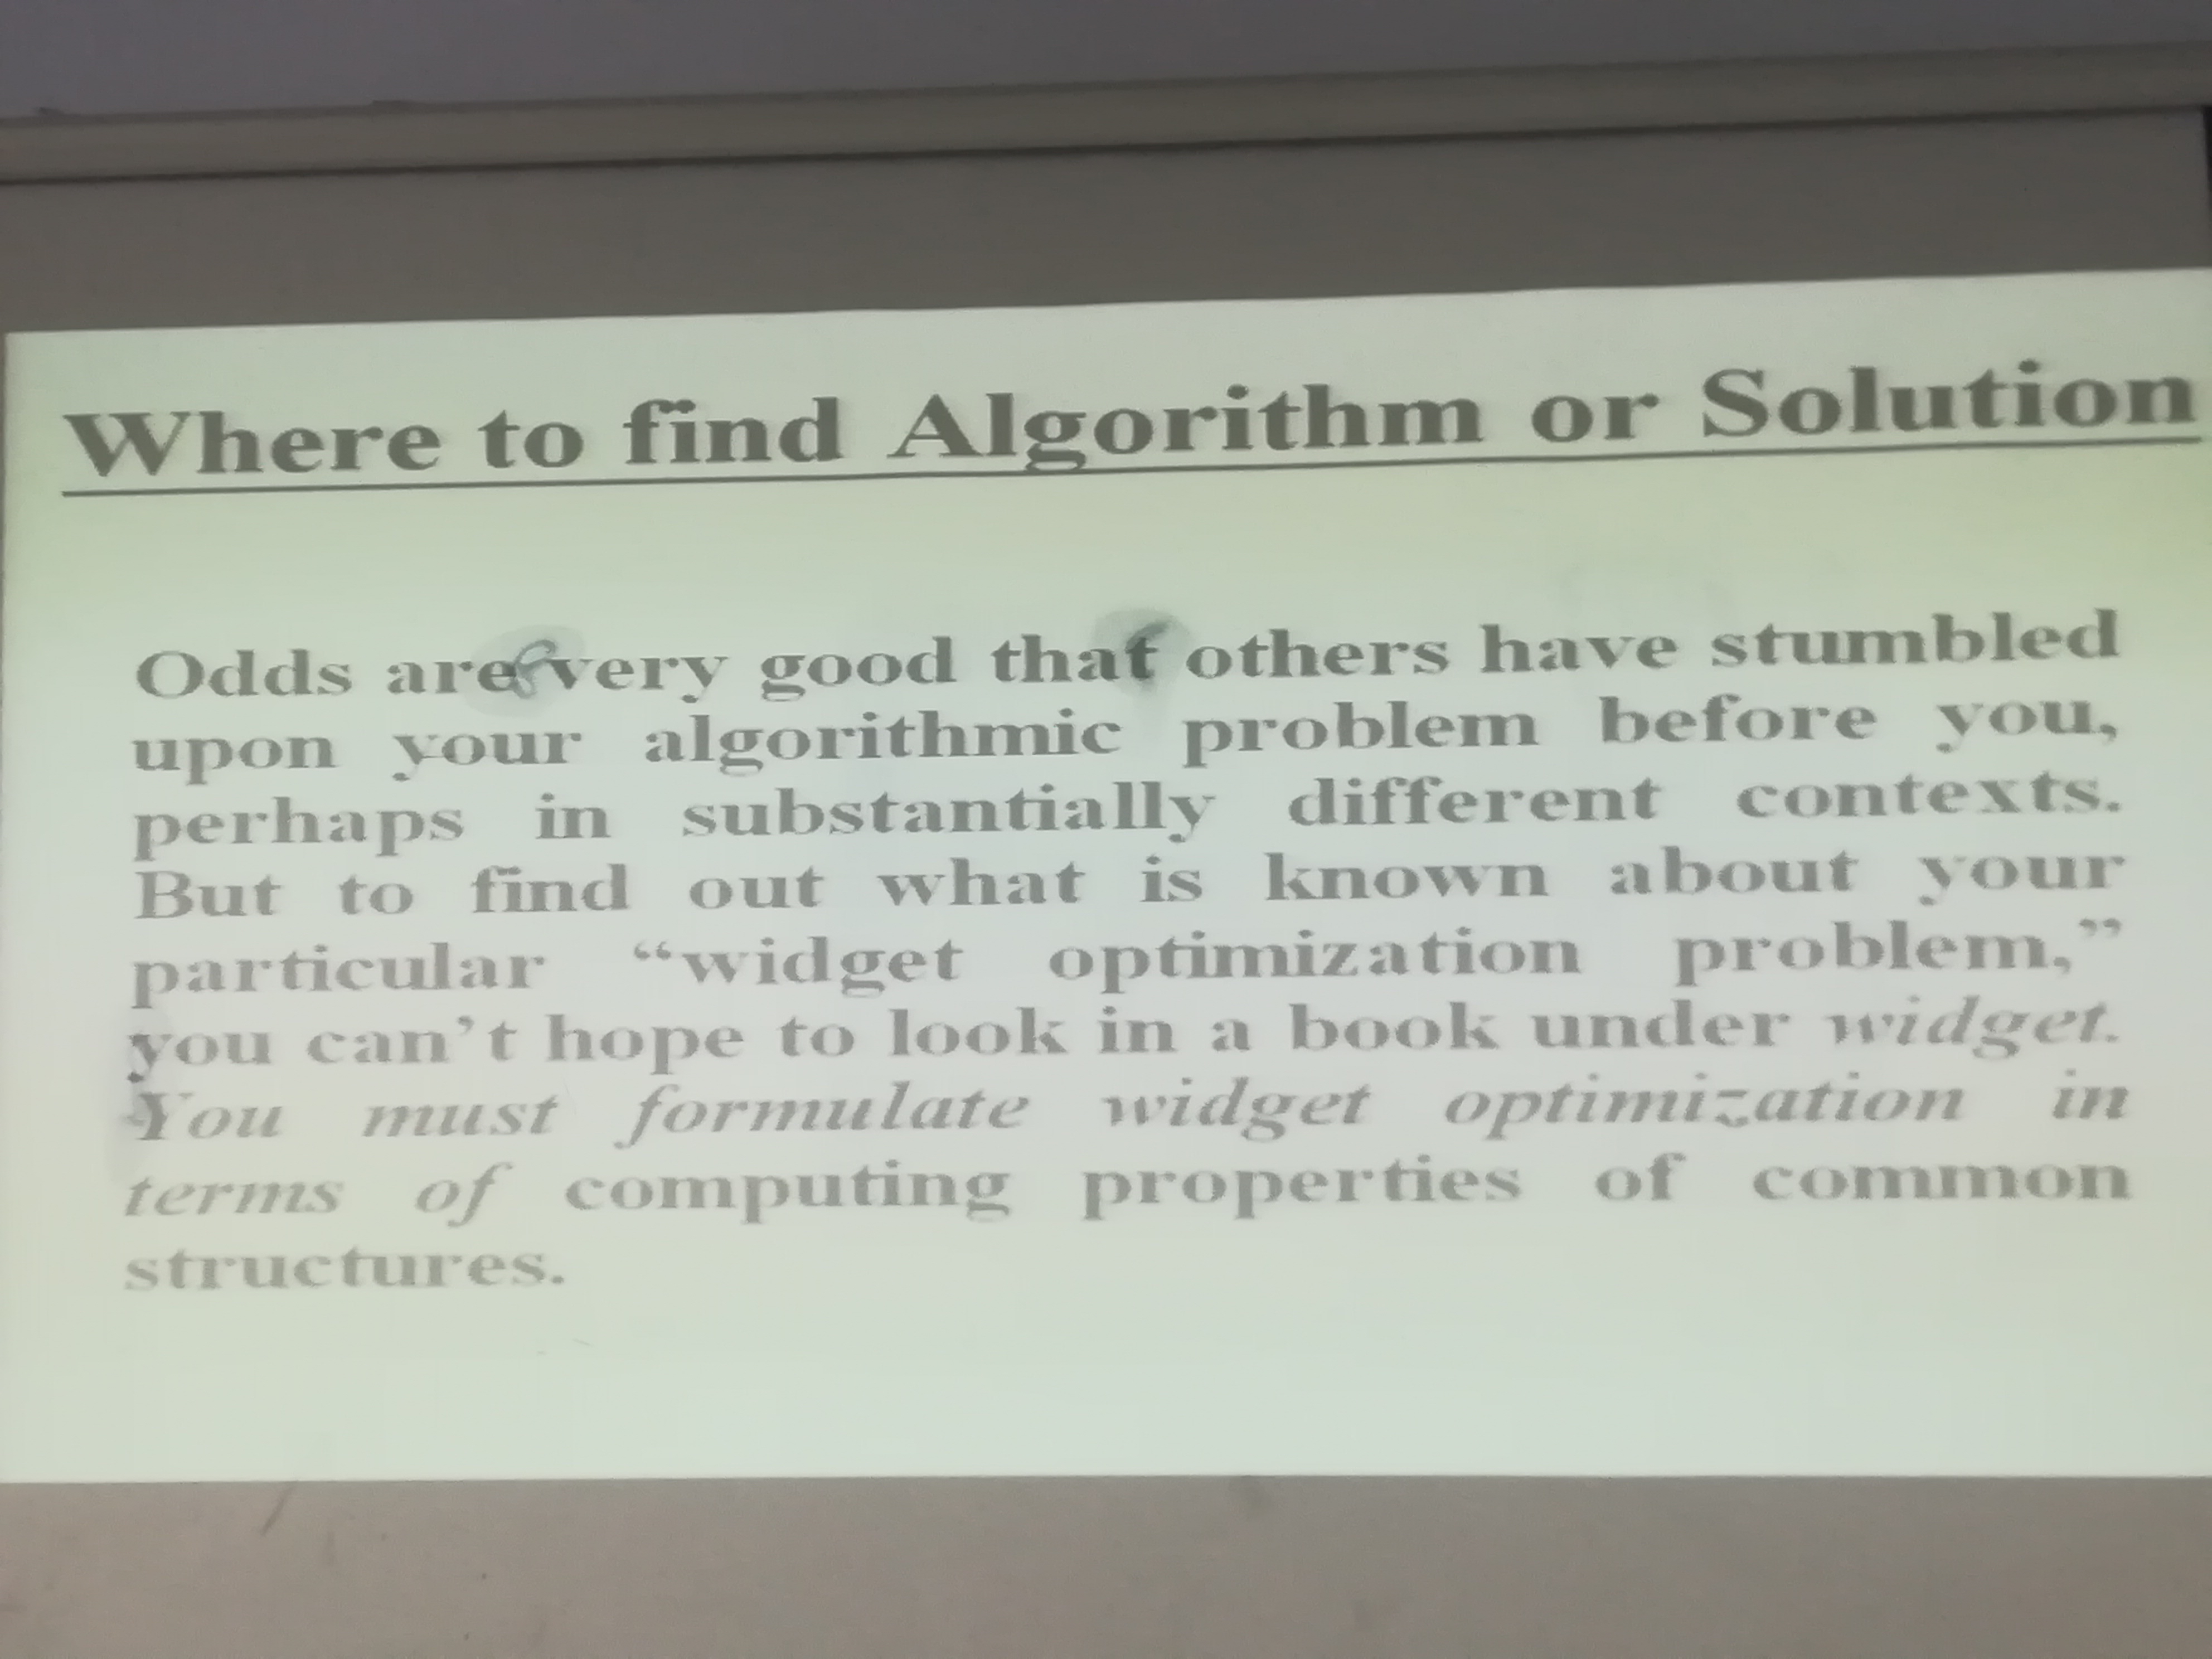 Where to find Algorithm or Solution
Odds are very good that others have stumbled
upon your algorithmic problem before you,
perhaps in substantially different contexts.
But to find out what is known about your
particular “widget optimization problem,”
you can’t hope to look in a book under widget.
You must formulate widget optimization in
terms of computing properties of common
structures.